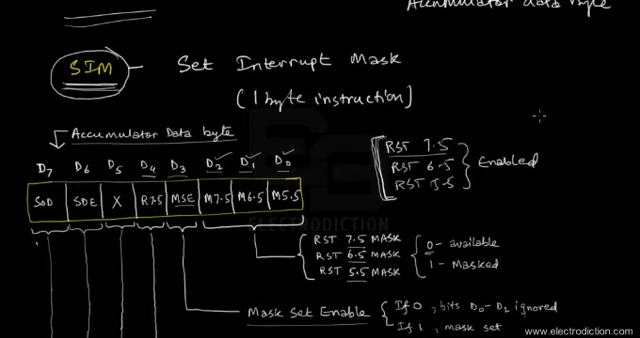 Accumulator data byte
SIM - Set Interrupt Mask
(1 byte instruction)
Accumulator Data byte
D7 D6 D5 D4 D3 D2 D1 D0
SOD SDE X R7.5 MSE M7.5 M6.5 M5.5
RST 7.5
RST 6.5
RST 5.5
Enabled
RST 7.5 MASK
RST 6.5 MASK
RST 5.5 MASK
0 - available
1 - Masked
Mask Set Enable
If 0, bits D0-D2 ignored
If 1, mask set
ELECTRODICTION
www.electrodiction.com